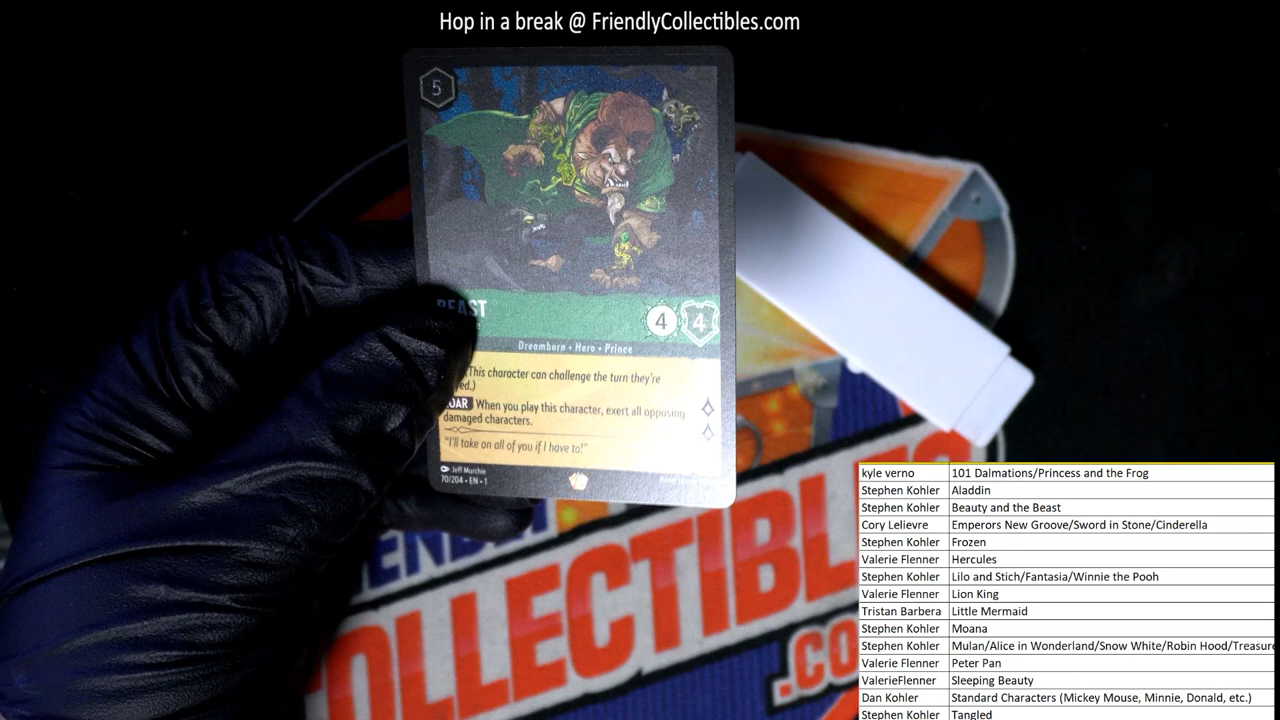 Hop in a break @ FriendlyCollectibles.com
5
BEAST
4 4
Dreamborn • Hero • Prince
(This character can challenge the turn they're
OAR When you play this character, exert all opposing
damaged characters.
"I'll take on all of you if I have to!"
Jeff Murchie
70/204 • EN • 1
COLLECTIBLES
.CO
kyle verno 101 Dalmations/Princess and the Frog
Stephen Kohler Aladdin
Stephen Kohler Beauty and the Beast
Cory Lelievre Emperors New Groove/Sword in Stone/Cinderella
Stephen Kohler Frozen
Valerie Flenner Hercules
Stephen Kohler Lilo and Stich/Fantasia/Winnie the Pooh
Valerie Flenner Lion King
Tristan Barbera Little Mermaid
Stephen Kohler Moana
Stephen Kohler Mulan/Alice in Wonderland/Snow White/Robin Hood/Treasure
Valerie Flenner Peter Pan
ValerieFlenner Sleeping Beauty
Dan Kohler Standard Characters (Mickey Mouse, Minnie, Donald, etc.)
Stephen Kohler Tangled